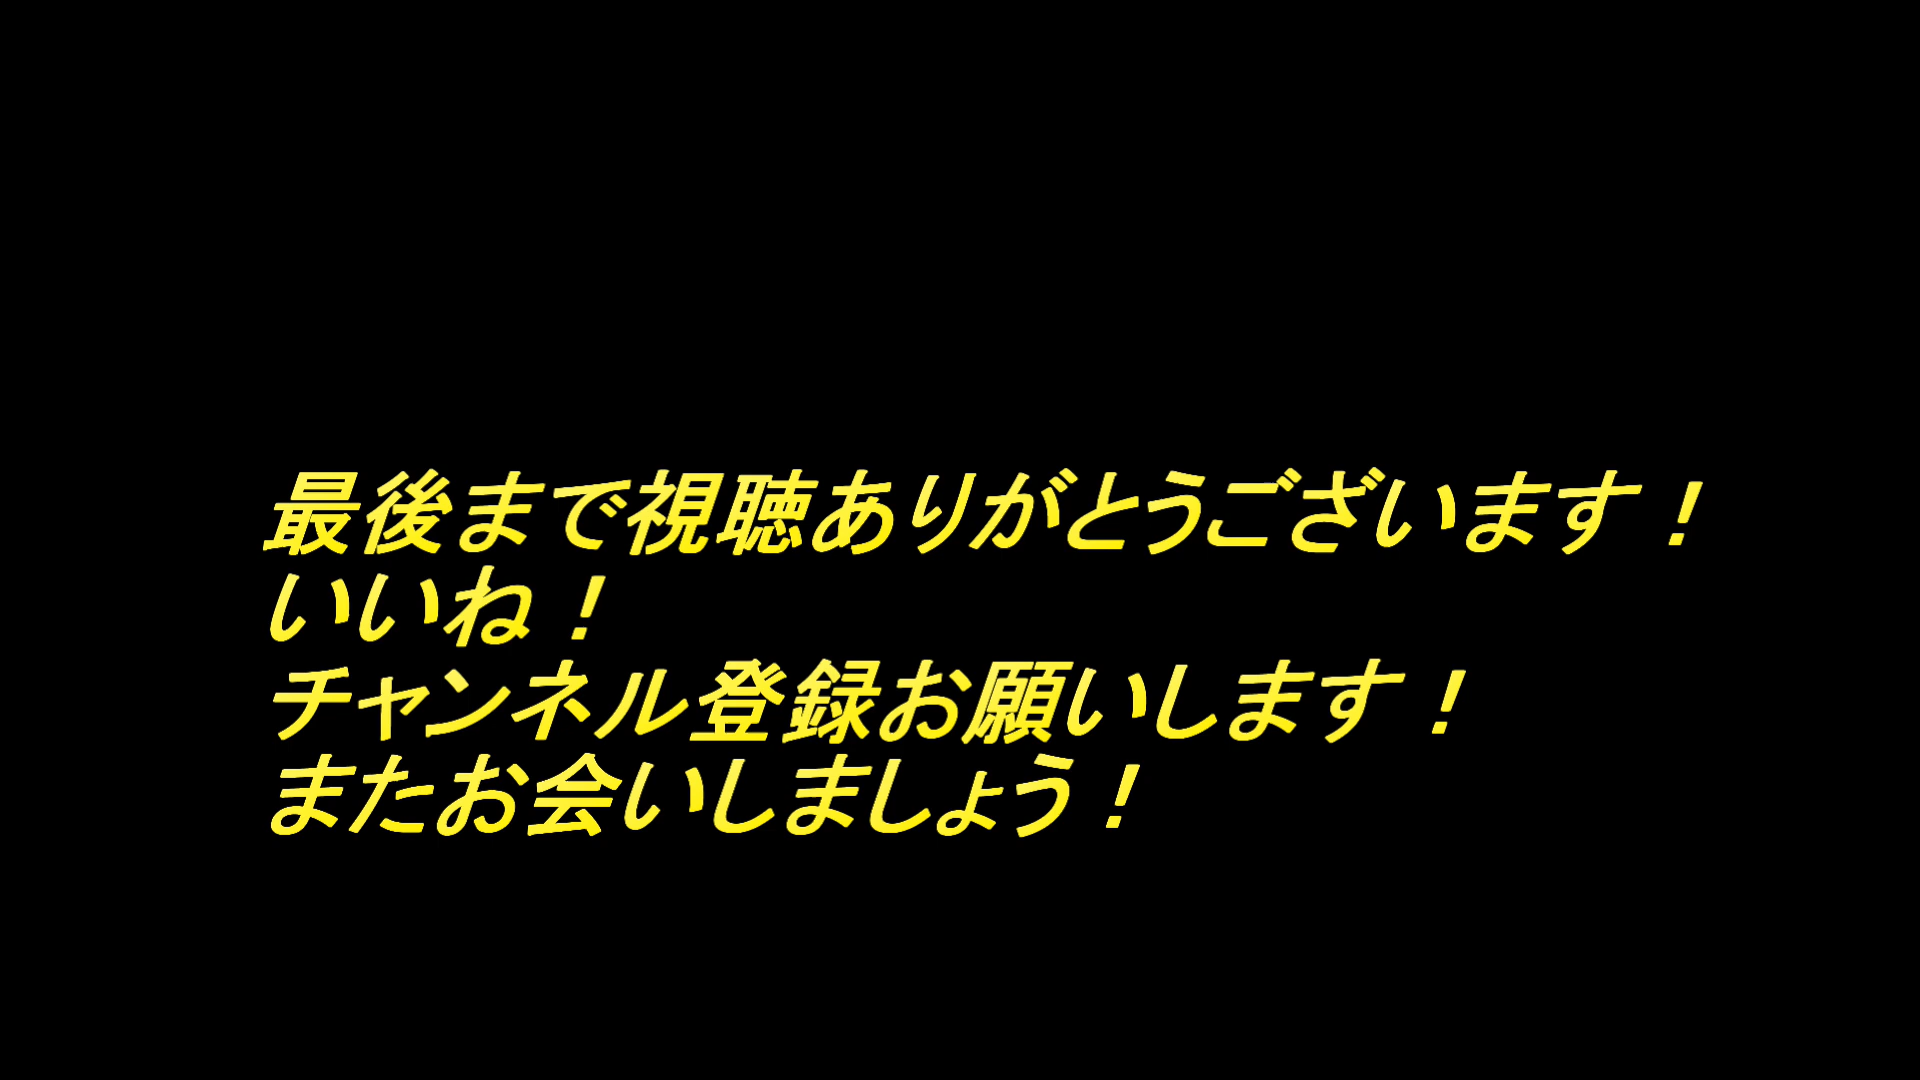 最後まで視聴ありがとうございます！
いいね！
チャンネル登録お願いします！
またお会いしましょう！